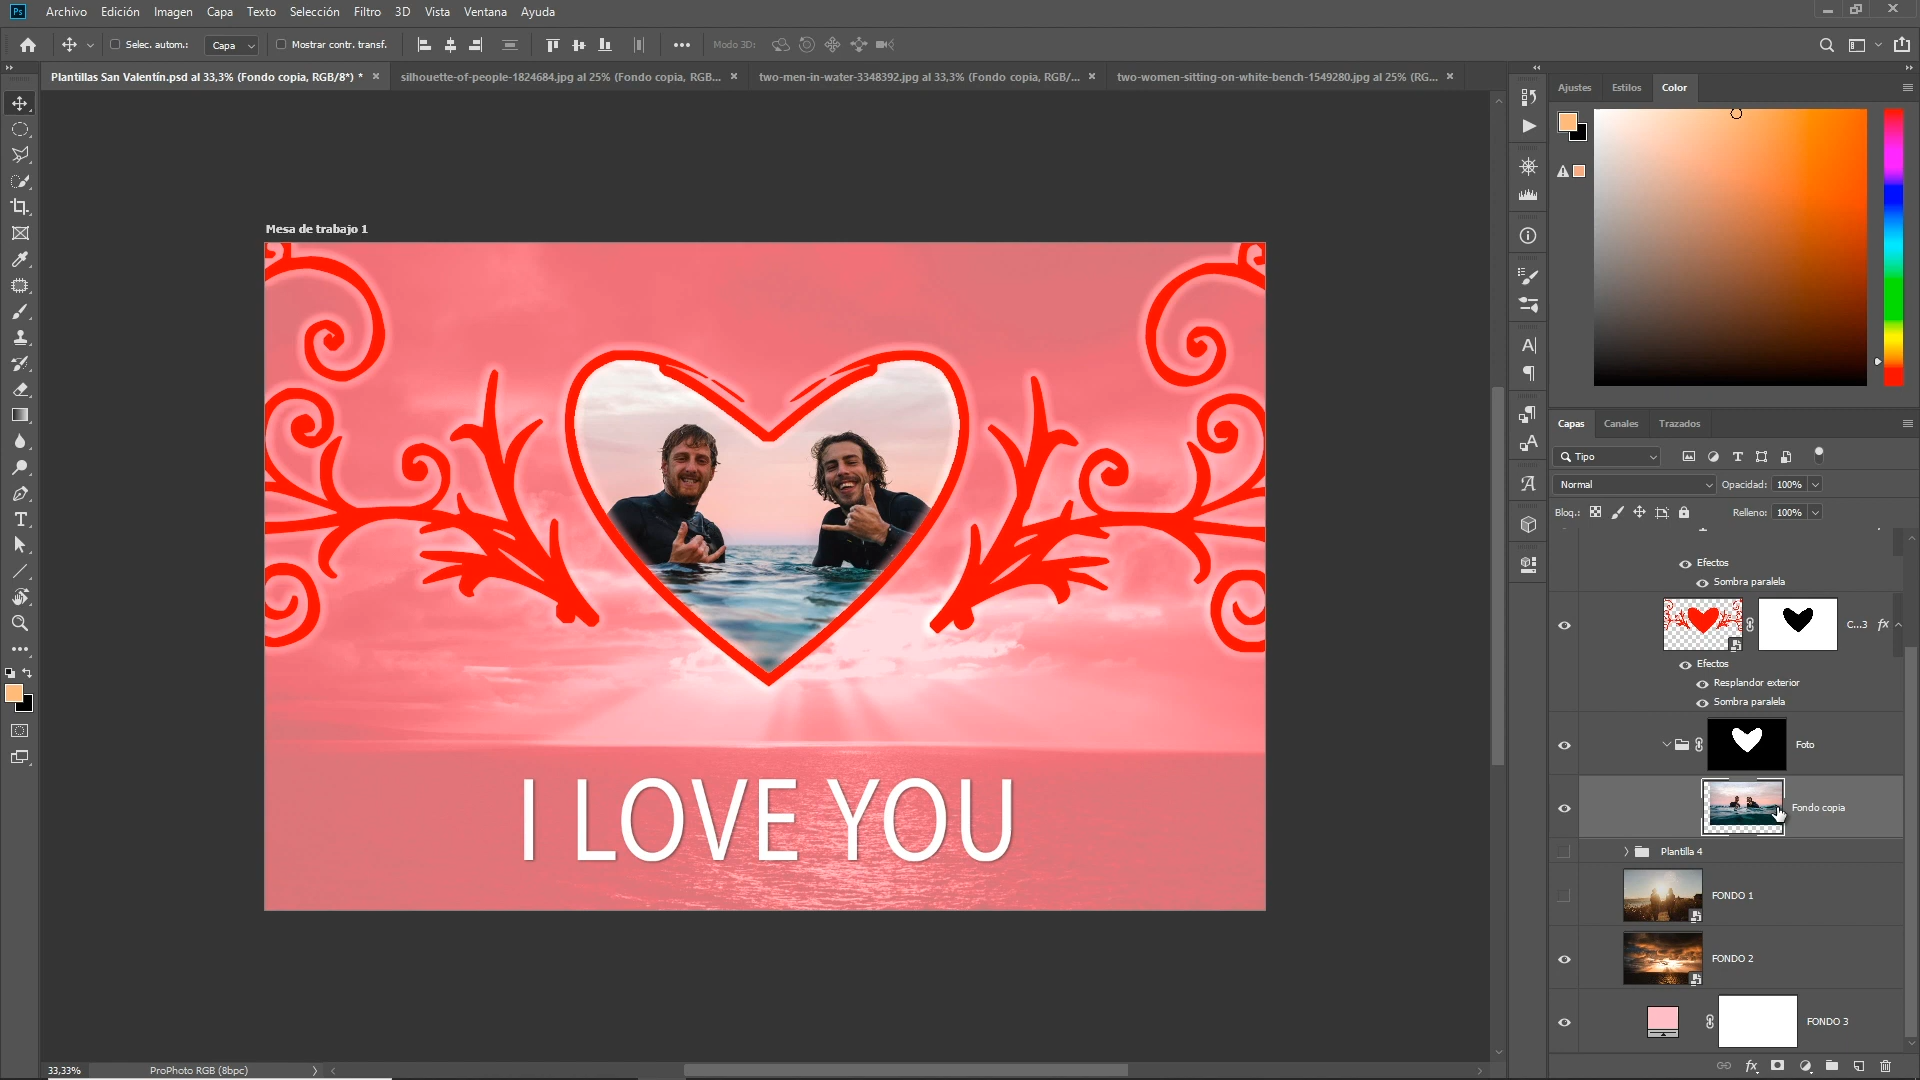 Ps Archivo Edición Imagen Capa Texto Selección Filtro 3D Vista Ventana Ayuda
Selec. autom.: Capa Mostrar contr. transf. Modo 3D:
Plantillas San Valentín.psd al 33,3% (Fondo copia, RGB/8*) *
silhouette-of-people-1824684.jpg al 25% (Fondo copia, RGB...
two-men-in-water-3348392.jpg al 33,3% (Fondo copia, RGB/...
two-women-sitting-on-white-bench-1549280.jpg al 25% (RG...
Ajustes Estilos Color
Mesa de trabajo 1
I LOVE YOU
Capas Canales Trazados
Tipo
Normal Opacidad: 100%
Bloq.: Relleno: 100%
Efectos
Sombra paralela
C...3 fx
Efectos
Resplandor exterior
Sombra paralela
Foto
Fondo copia
Plantilla 4
FONDO 1
FONDO 2
FONDO 3
33,33% ProPhoto RGB (8bpc)
fx